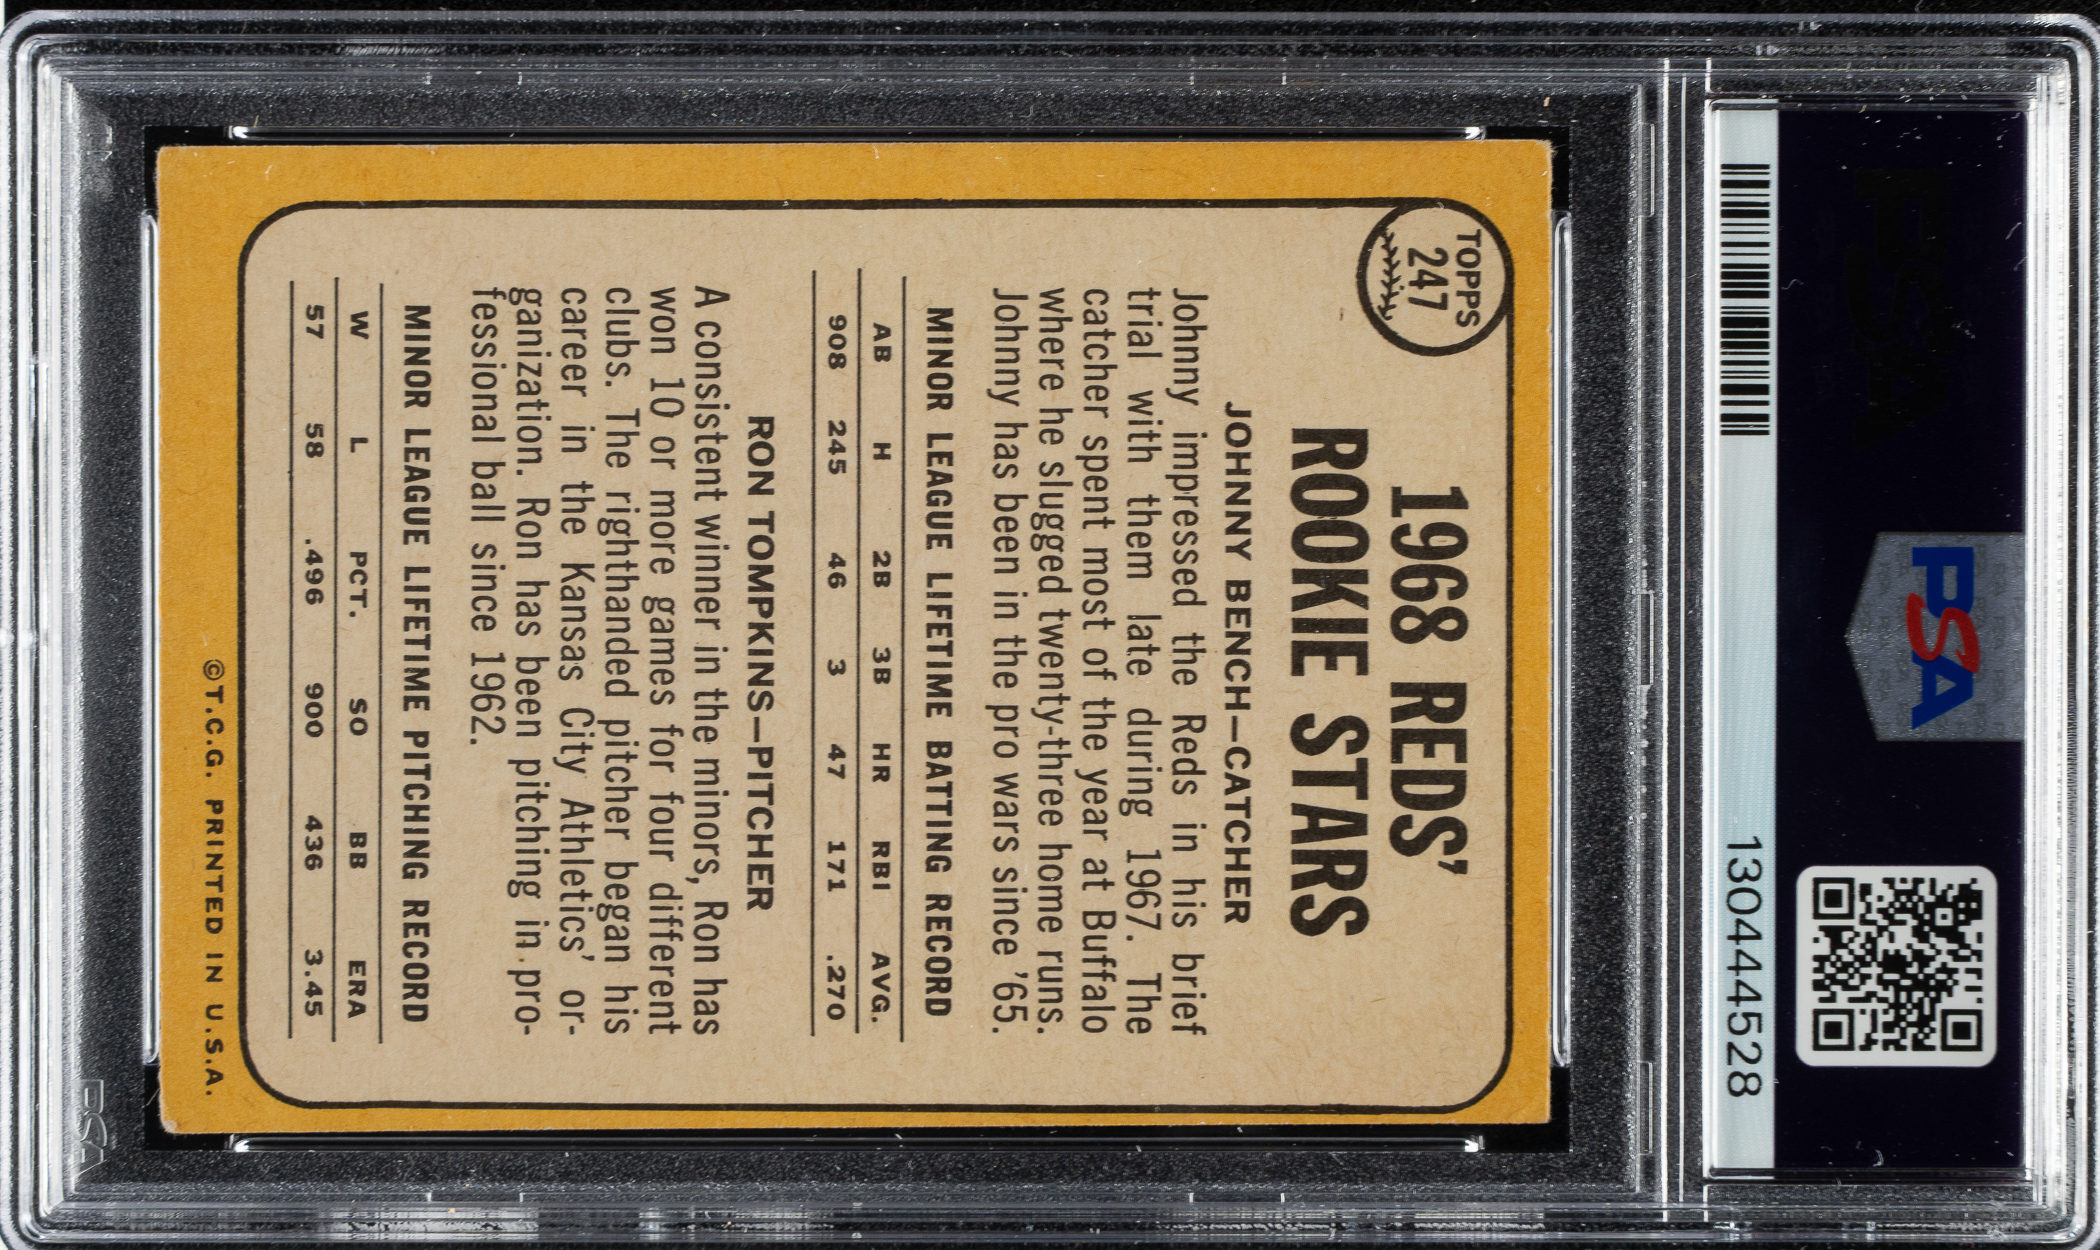 PSA
130444528
TOPPS
247
1968 REDS'
ROOKIE STARS
JOHNNY BENCH—CATCHER
Johnny impressed the Reds in his brief
trial with them late during 1967. The
catcher spent most of the year at Buffalo
where he slugged twenty-three home runs.
Johnny has been in the pro wars since '65.
MINOR LEAGUE LIFETIME BATTING RECORD
AB H 2B 3B HR RBI AVG.
908 245 46 3 47 171 .270
RON TOMPKINS—PITCHER
A consistent winner in the minors, Ron has
won 10 or more games for four different
clubs. The righthanded pitcher began his
career in the Kansas City Athletics' or-
ganization. Ron has been pitching in pro-
fessional ball since 1962.
MINOR LEAGUE LIFETIME PITCHING RECORD
W L PCT. SO BB ERA
57 58 .496 900 436 3.45
©T.C.G. PRINTED IN U.S.A.
PSA